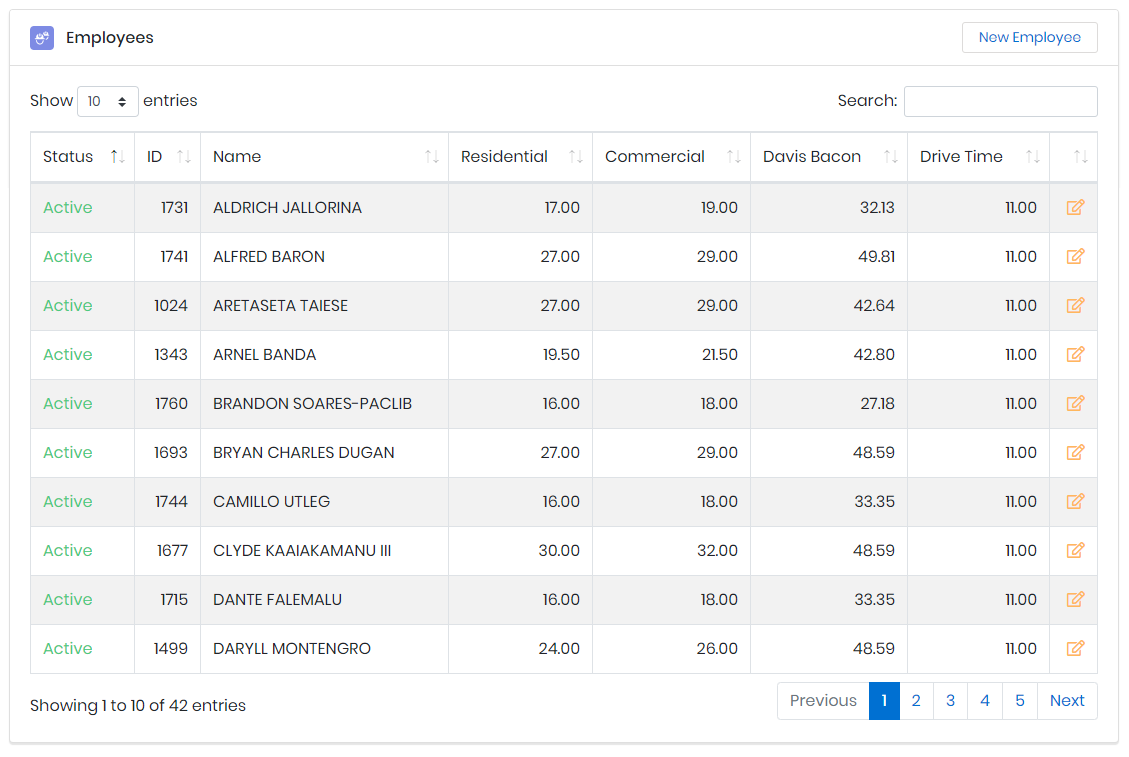 Employees New Employee
Show 10 entries Search:
Status ID Name Residential Commercial Davis Bacon Drive Time
Active 1731 ALDRICH JALLORINA 17.00 19.00 32.13 11.00
Active 1741 ALFRED BARON 27.00 29.00 49.81 11.00
Active 1024 ARETASETA TAIESE 27.00 29.00 42.64 11.00
Active 1343 ARNEL BANDA 19.50 21.50 42.80 11.00
Active 1760 BRANDON SOARES-PACLIB 16.00 18.00 27.18 11.00
Active 1693 BRYAN CHARLES DUGAN 27.00 29.00 48.59 11.00
Active 1744 CAMILLO UTLEG 16.00 18.00 33.35 11.00
Active 1677 CLYDE KAAIAKAMANU III 30.00 32.00 48.59 11.00
Active 1715 DANTE FALEMALU 16.00 18.00 33.35 11.00
Active 1499 DARYLL MONTENGRO 24.00 26.00 48.59 11.00
Showing 1 to 10 of 42 entries Previous 1 2 3 4 5 Next